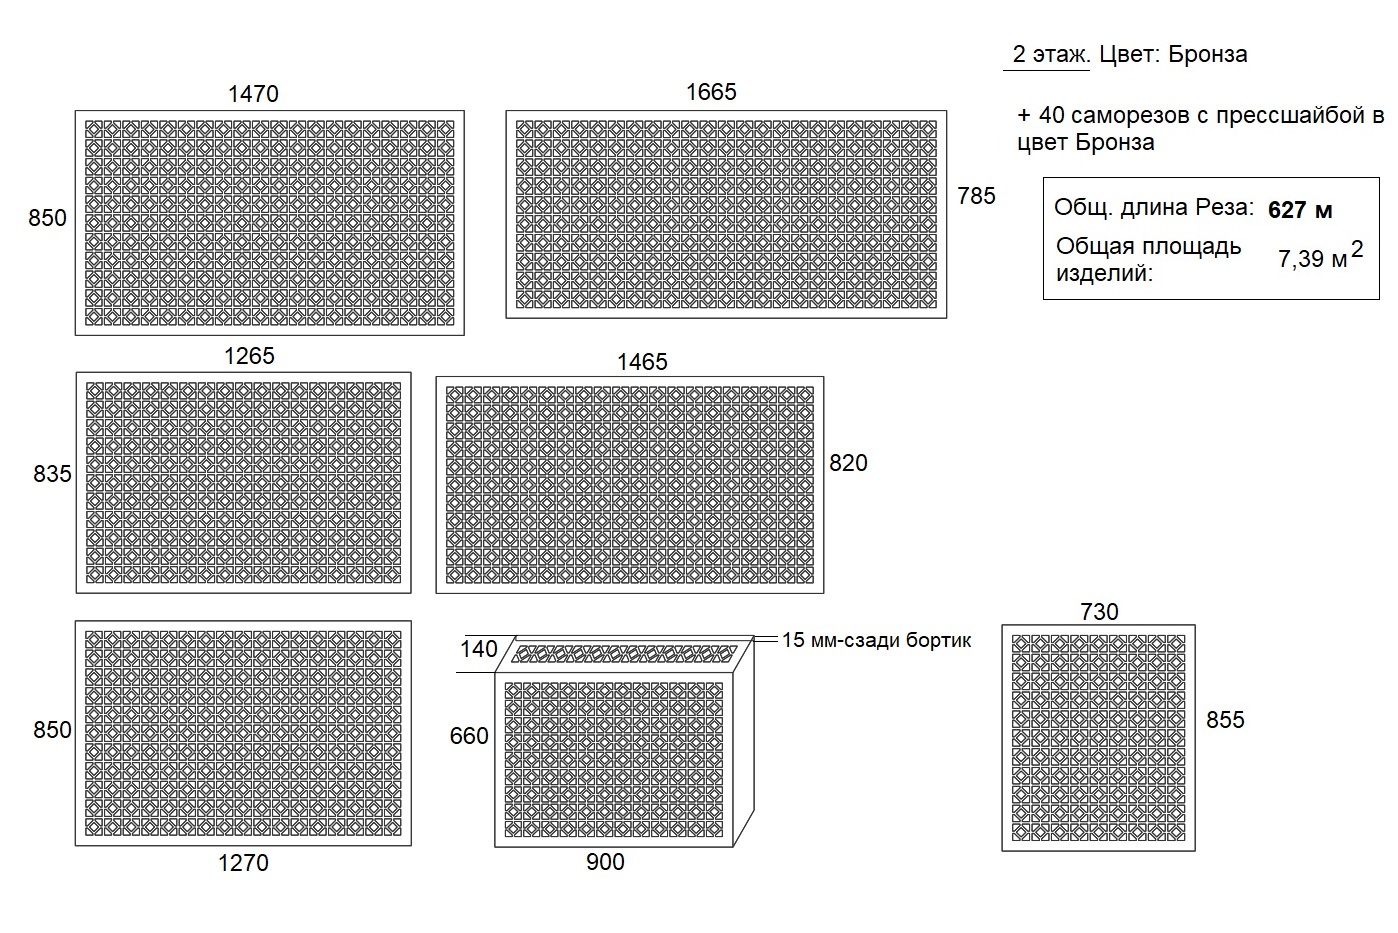 2 этаж. Цвет: Бронза
+ 40 саморезов с прессшайбой в
цвет Бронза
Общ. длина Реза: 627 м
Общая площадь
изделий:
7,39 м2
1470
850
1665
785
1265
835
1465
820
850
1270
140
15 мм-сзади бортик
660
900
730
855